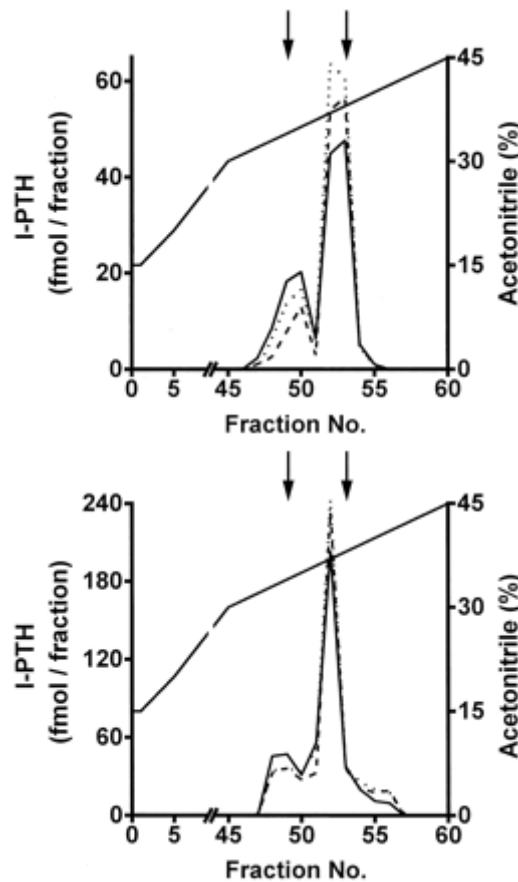 60
40
20
0
I-PTH
(fmol / fraction)
45
30
15
0
Acetonitrile (%)
0 5 45 50 55 60
Fraction No.
240
180
120
60
0
I-PTH
(fmol / fraction)
45
30
15
0
Acetonitrile (%)
0 5 45 50 55 60
Fraction No.